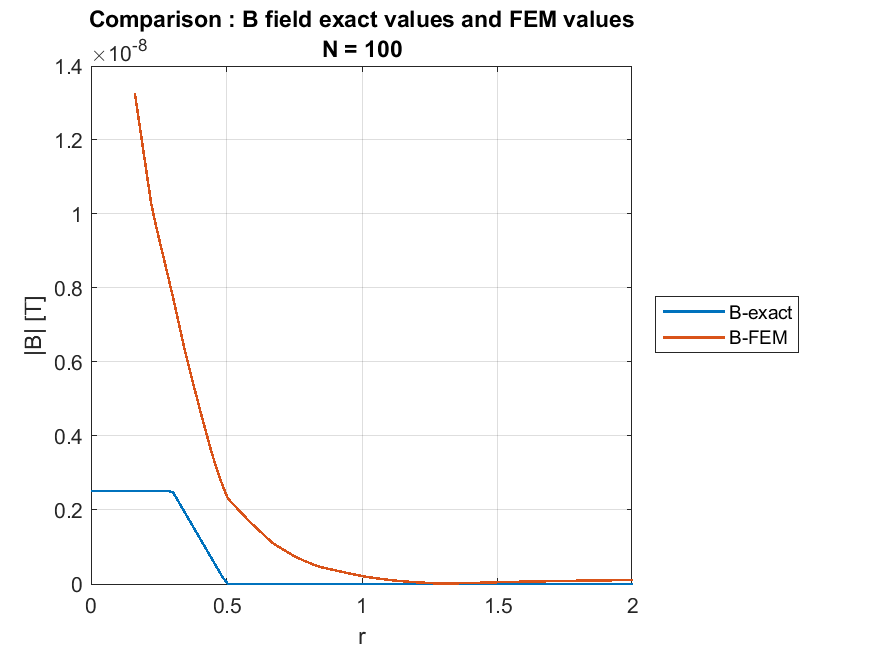 Comparison : B field exact values and FEM values
N = 100
×10-8
1.4
1.2
1
0.8
0.6
0.4
0.2
0
|B| [T]
0 0.5 1 1.5 2
r
B-exact
B-FEM